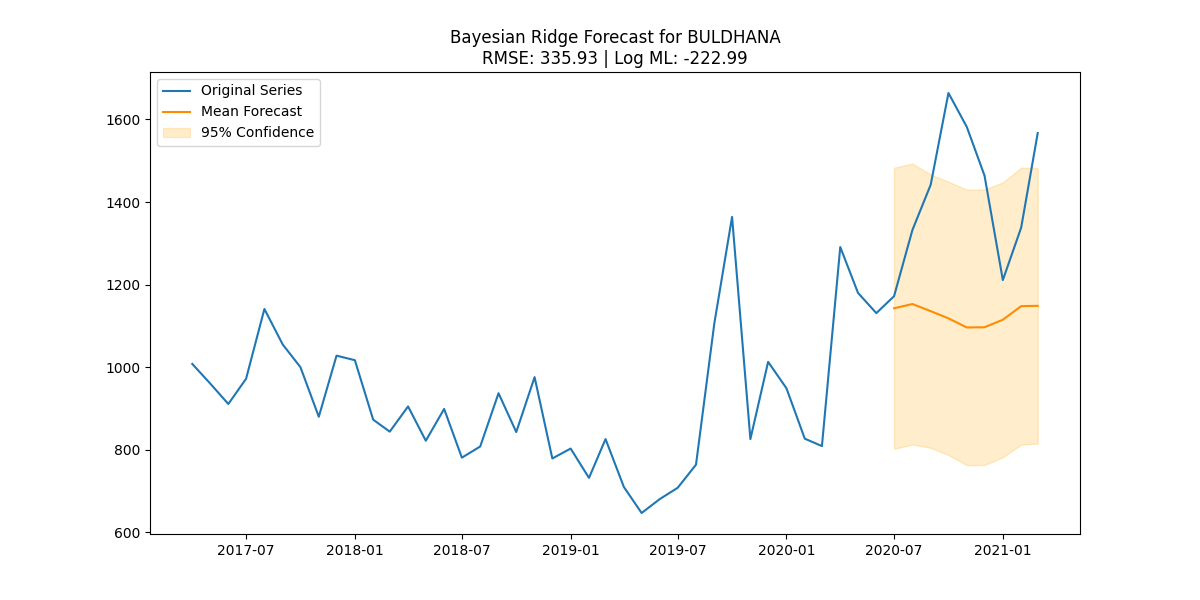 Bayesian Ridge Forecast for BULDHANA
RMSE: 335.93 | Log ML: -222.99
Original Series
Mean Forecast
95% Confidence
1600
1400
1200
1000
800
600
2017-07
2018-01
2018-07
2019-01
2019-07
2020-01
2020-07
2021-01